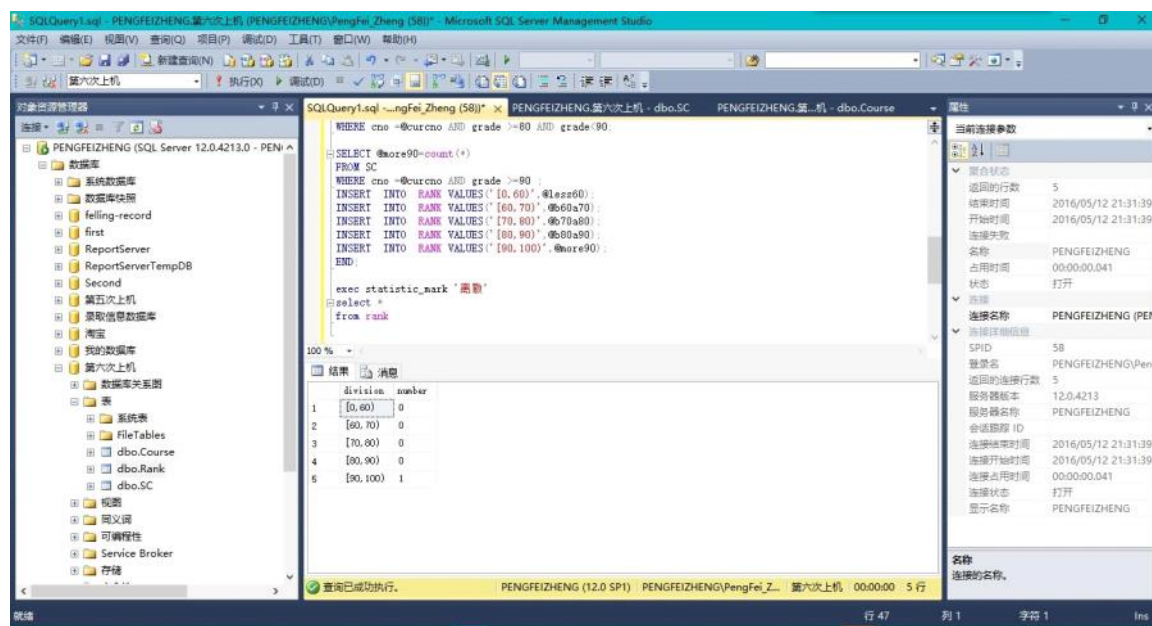 SQLQuery1.sql - PENGFEIZHENG.第六次上机 (PENGFEIZHENG\PengFei_Zheng (58))* - Microsoft SQL Server Management Studio
文件(F) 编辑(E) 视图(V) 查询(Q) 项目(P) 调试(D) 工具(T) 窗口(W) 帮助(H)
新建查询(N)
第六次上机 执行(X) 调试(D)
对象资源管理器
连接
PENGFEIZHENG (SQL Server 12.0.4213.0 - PENG
数据库
系统数据库
数据库快照
felling-record
first
ReportServer
ReportServerTempDB
Second
第五次上机
录取信息数据库
淘宝
我的数据库
第六次上机
数据库关系图
表
系统表
FileTables
dbo.Course
dbo.Rank
dbo.SC
视图
同义词
可编程性
Service Broker
存储
SQLQuery1.sql -...ngFei_Zheng (58))* PENGFEIZHENG.第六次上机 - dbo.SC PENGFEIZHENG.第...机 - dbo.Course
WHERE cno =@curcno AND grade >=80 AND grade<90;
SELECT @more90=count(*)
FROM SC
WHERE cno =@curcno AND grade >=90 ;
INSERT INTO RANK VALUES('[0,60)',@less60);
INSERT INTO RANK VALUES('[60,70)',@b60a70);
INSERT INTO RANK VALUES('[70,80)',@b70a80);
INSERT INTO RANK VALUES('[80,90)',@b80a90);
INSERT INTO RANK VALUES('[90,100)',@more90);
END;
exec statistic_mark '离散'
select *
from rank
100 %
结果 消息
division number
1 [0,60) 0
2 [60,70) 0
3 [70,80) 0
4 [80,90) 0
5 [90,100) 1
查询已成功执行。 PENGFEIZHENG (12.0 SP1) PENGFEIZHENG\PengFei_Z... 第六次上机 00:00:00 5 行
属性
当前连接参数
聚合状态
返回的行数 5
结束时间 2016/05/12 21:31:39
开始时间 2016/05/12 21:31:39
连接失败
名称 PENGFEIZHENG
占用时间 00:00:00.041
状态 打开
连接
连接名称 PENGFEIZHENG (PEN
连接详细信息
SPID 58
登录名 PENGFEIZHENG\Pen
返回的连接行数 5
服务器版本 12.0.4213
服务器名称 PENGFEIZHENG
会话跟踪 ID
连接结束时间 2016/05/12 21:31:39
连接开始时间 2016/05/12 21:31:39
连接占用时间 00:00:00.041
连接状态 打开
显示名称 PENGFEIZHENG
名称
连接的名称。
就绪 行 47 列 1 字符 1 Ins